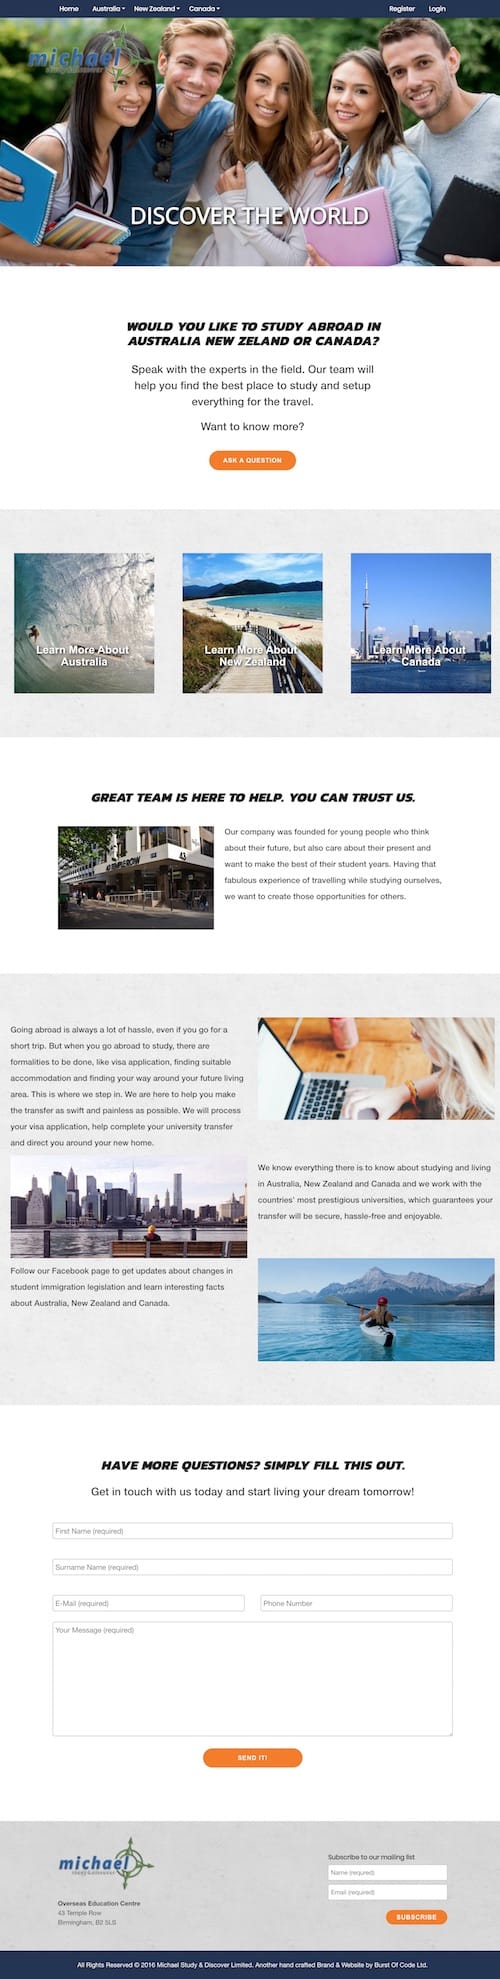 Home Australia New Zealand Canada Register Login
michael
study & discover
DISCOVER THE WORLD
WOULD YOU LIKE TO STUDY ABROAD IN
AUSTRALIA NEW ZELAND OR CANADA?
Speak with the experts in the field. Our team will
help you find the best place to study and setup
everything for the travel.
Want to know more?
ASK A QUESTION
Learn More About
Australia
Learn More About
New Zealand
Learn More About
Canada
GREAT TEAM IS HERE TO HELP. YOU CAN TRUST US.
43 TEMPLE ROW
43
Our company was founded for young people who think
about their future, but also care about their present and
want to make the best of their student years. Having that
fabulous experience of travelling while studying ourselves,
we want to create those opportunities for others.
Going abroad is always a lot of hassle, even if you go for a
short trip. But when you go abroad to study, there are
formalities to be done, like visa application, finding suitable
accommodation and finding your way around your future living
area. This is where we step in. We are here to help you make
the transfer as swift and painless as possible. We will process
your visa application, help complete your university transfer
and direct you around your new home.
We know everything there is to know about studying and living
in Australia, New Zealand and Canada and we work with the
countries' most prestigious universities, which guarantees your
transfer will be secure, hassle-free and enjoyable.
Follow our Facebook page to get updates about changes in
student immigration legislation and learn interesting facts
about Australia, New Zealand and Canada.
HAVE MORE QUESTIONS? SIMPLY FILL THIS OUT.
Get in touch with us today and start living your dream tomorrow!
First Name (required)
Surname Name (required)
E-Mail (required)
Phone Number
Your Message (required)
SEND IT!
michael
study & discover
Overseas Education Centre
43 Temple Row
Birmingham, B2 5LS
Subscribe to our mailing list
Name (requred)
Email (required)
SUBSCRIBE
All Rights Reserved © 2016 Michael Study & Discover Limited. Another hand crafted Brand & Website by Burst Of Code Ltd.